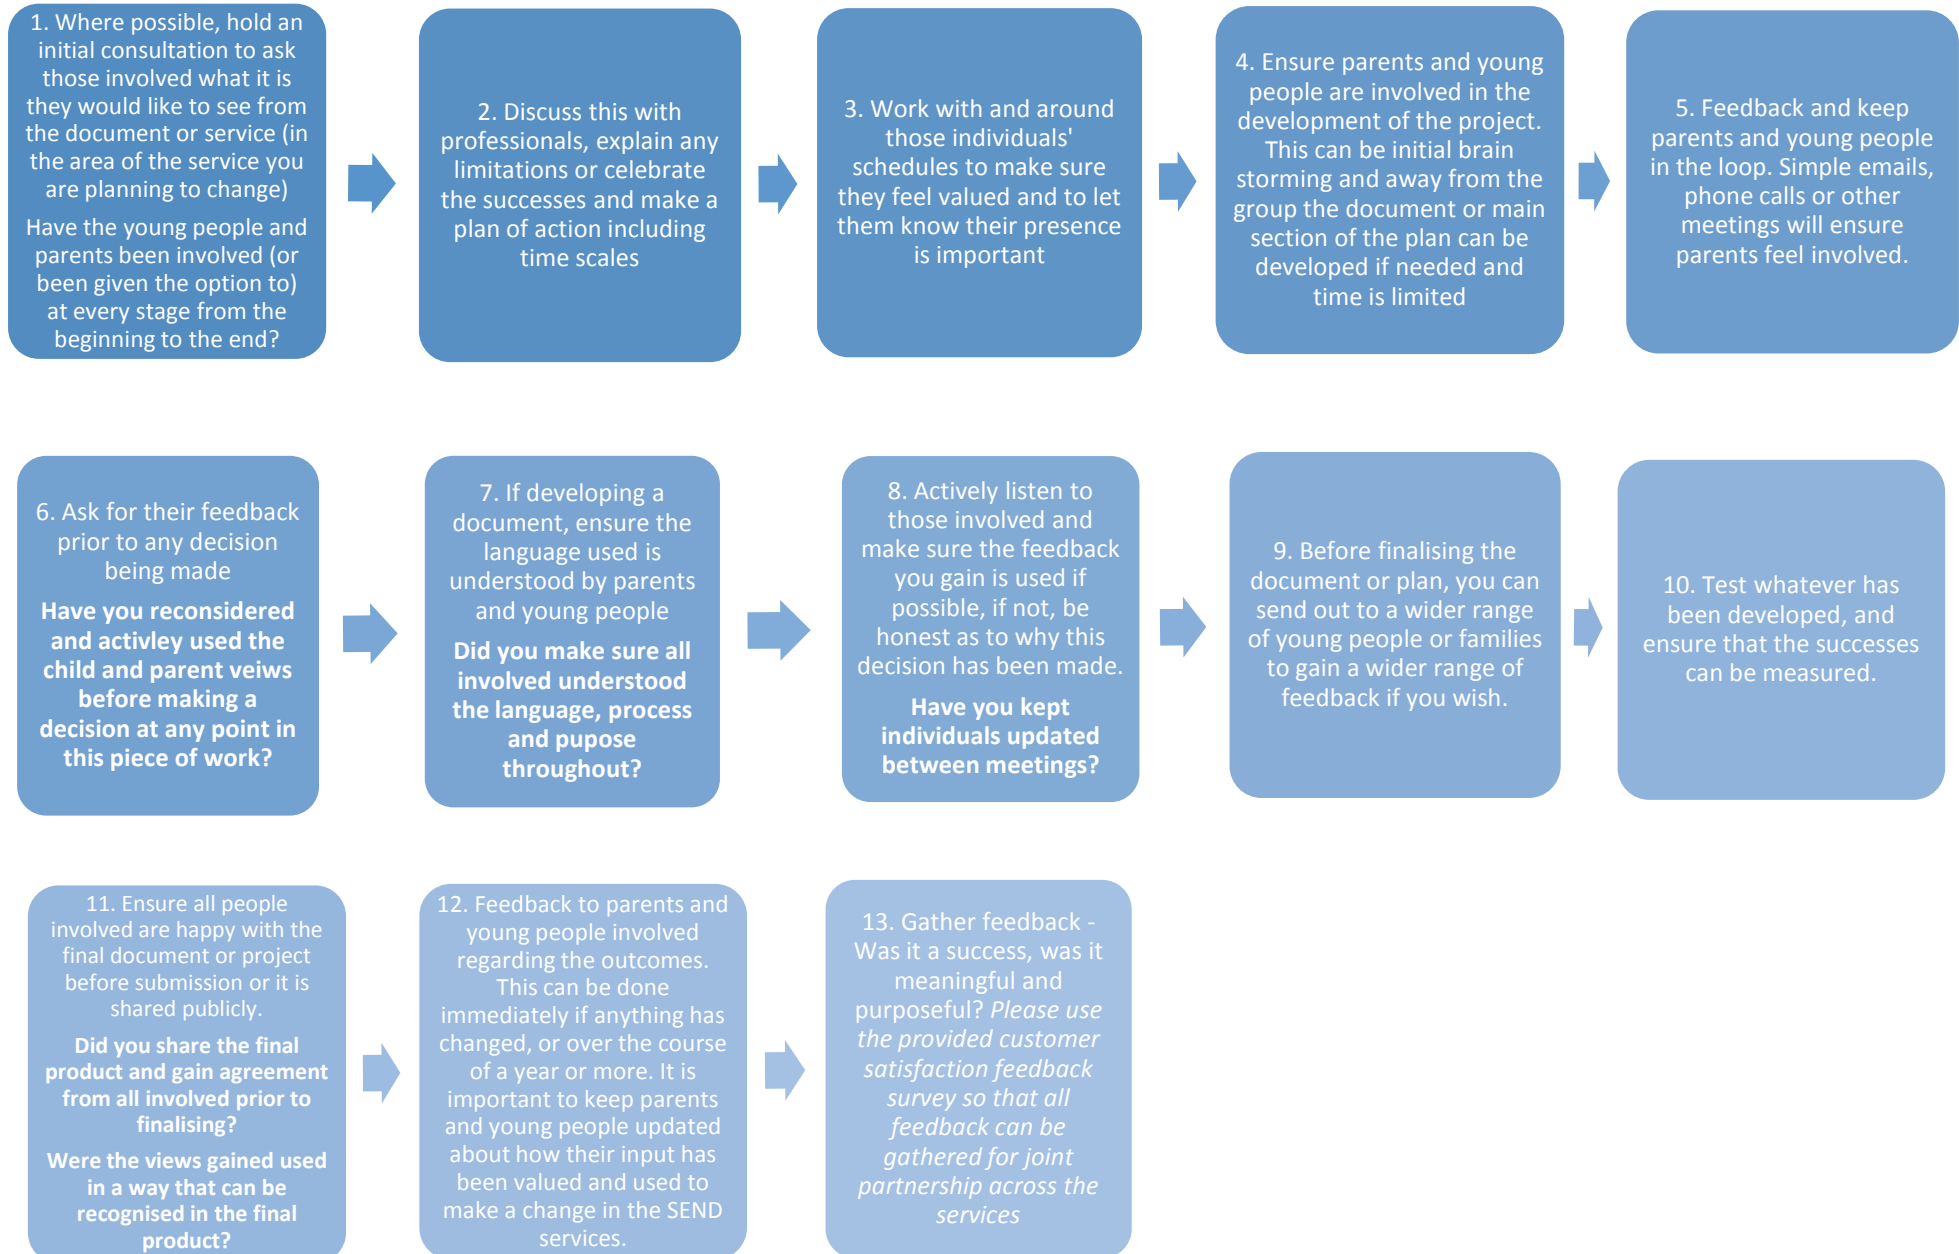 1. Where possible, hold an
initial consultation to ask
those involved what it is
they would like to see from
the document or service (in
the area of the service you
are planning to change)
Have the young people and
parents been involved (or
been given the option to)
at every stage from the
beginning to the end?
2. Discuss this with
professionals, explain any
limitations or celebrate
the successes and make a
plan of action including
time scales
3. Work with and around
those individuals'
schedules to make sure
they feel valued and to let
them know their presence
is important
4. Ensure parents and young
people are involved in the
development of the project.
This can be initial brain
storming and away from the
group the document or main
section of the plan can be
developed if needed and
time is limited
5. Feedback and keep
parents and young people
in the loop. Simple emails,
phone calls or other
meetings will ensure
parents feel involved.
6. Ask for their feedback
prior to any decision
being made
Have you reconsidered
and activley used the
child and parent veiws
before making a
decision at any point in
this piece of work?
7. If developing a
document, ensure the
language used is
understood by parents
and young people
Did you make sure all
involved understood
the language, process
and pupose
throughout?
8. Actively listen to
those involved and
make sure the feedback
you gain is used if
possible, if not, be
honest as to why this
decision has been made.
Have you kept
individuals updated
between meetings?
9. Before finalising the
document or plan, you can
send out to a wider range
of young people or families
to gain a wider range of
feedback if you wish.
10. Test whatever has
been developed, and
ensure that the successes
can be measured.
11. Ensure all people
involved are happy with the
final document or project
before submission or it is
shared publicly.
Did you share the final
product and gain agreement
from all involved prior to
finalising?
Were the views gained used
in a way that can be
recognised in the final
product?
12. Feedback to parents and
young people involved
regarding the outcomes.
This can be done
immediately if anything has
changed, or over the course
of a year or more. It is
important to keep parents
and young people updated
about how their input has
been valued and used to
make a change in the SEND
services.
13. Gather feedback -
Was it a success, was it
meaningful and
purposeful? Please use
the provided customer
satisfaction feedback
survey so that all
feedback can be
gathered for joint
partnership across the
services